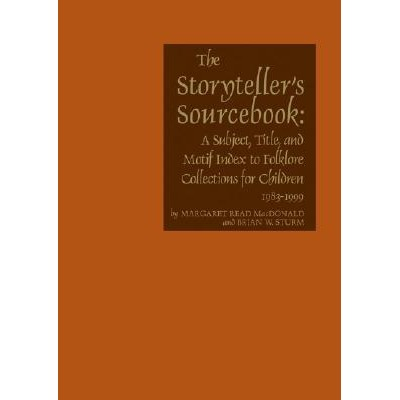 The
Storyteller's
Sourcebook:
A Subject, Title, and
Motif Index to Folklore
Collections for Children
1983-1999
by MARGARET READ MACDONALD
and BRIAN W. STURM